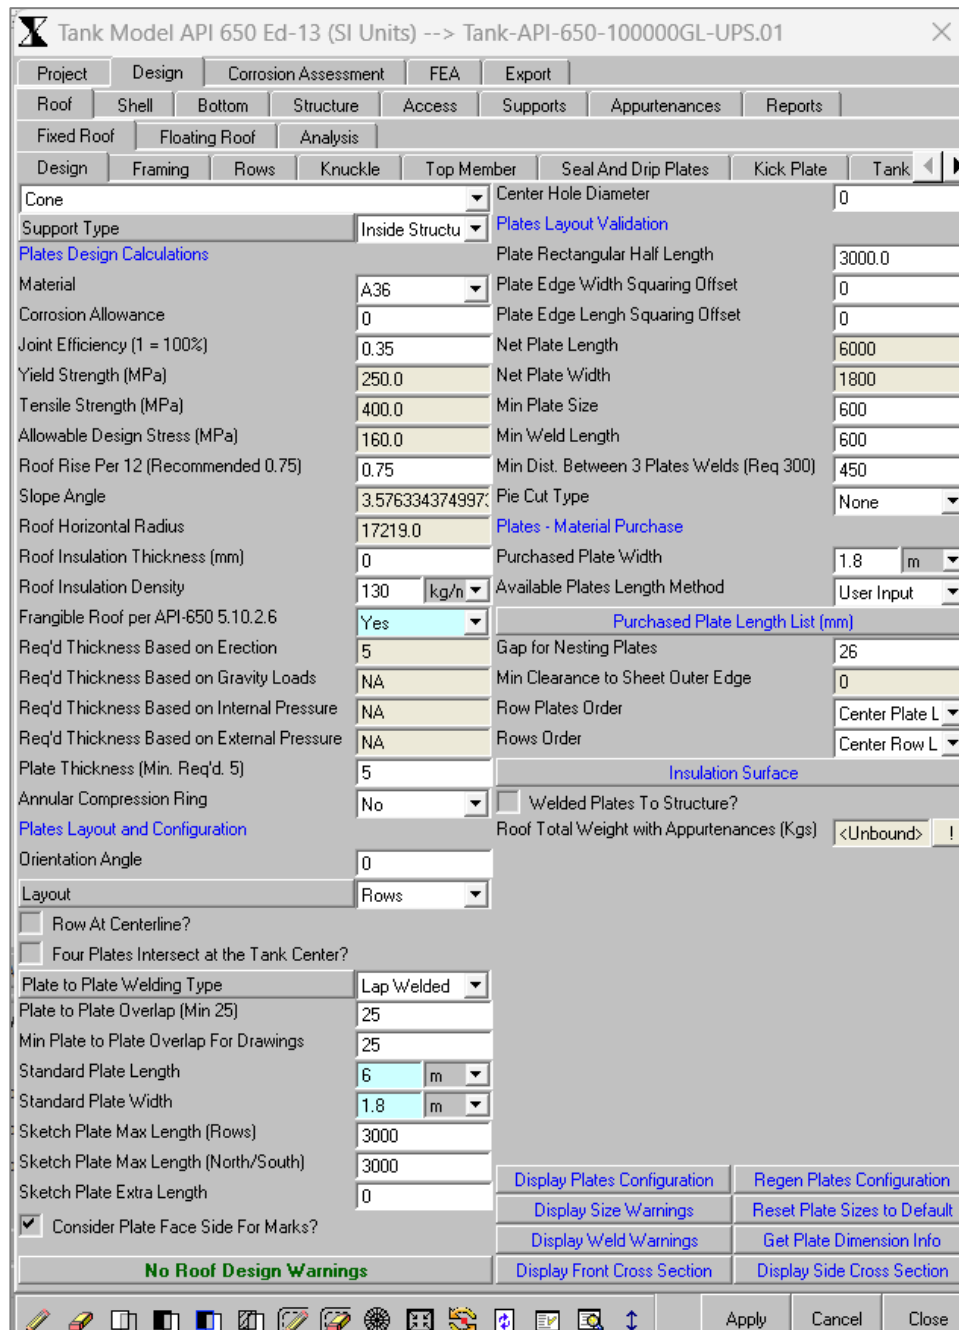 Tank Model API 650 Ed-13 (SI Units) --> Tank-API-650-100000GL-UPS.01
Project Design Corrosion Assessment FEA Export
Roof Shell Bottom Structure Access Supports Appurtenances Reports
Fixed Roof Floating Roof Analysis
Design Framing Rows Knuckle Top Member Seal And Drip Plates Kick Plate Tank
Cone
Support Type Inside Structu
Plates Design Calculations
Material A36
Corrosion Allowance 0
Joint Efficiency (1 = 100%) 0.35
Yield Strength (MPa) 250.0
Tensile Strength (MPa) 400.0
Allowable Design Stress (MPa) 160.0
Roof Rise Per 12 (Recommended 0.75) 0.75
Slope Angle 3.5763343749973
Roof Horizontal Radius 17219.0
Roof Insulation Thickness (mm) 0
Roof Insulation Density 130 kg/n
Frangible Roof per API-650 5.10.2.6 Yes
Req'd Thickness Based on Erection 5
Req'd Thickness Based on Gravity Loads NA
Req'd Thickness Based on Internal Pressure NA
Req'd Thickness Based on External Pressure NA
Plate Thickness (Min. Req'd. 5) 5
Annular Compression Ring No
Plates Layout and Configuration
Orientation Angle 0
Layout Rows
Row At Centerline?
Four Plates Intersect at the Tank Center?
Plate to Plate Welding Type Lap Welded
Plate to Plate Overlap (Min 25) 25
Min Plate to Plate Overlap For Drawings 25
Standard Plate Length 6 m
Standard Plate Width 1.8 m
Sketch Plate Max Length (Rows) 3000
Sketch Plate Max Length (North/South) 3000
Sketch Plate Extra Length 0
Consider Plate Face Side For Marks?
No Roof Design Warnings
Center Hole Diameter 0
Plates Layout Validation
Plate Rectangular Half Length 3000.0
Plate Edge Width Squaring Offset 0
Plate Edge Lengh Squaring Offset 0
Net Plate Length 6000
Net Plate Width 1800
Min Plate Size 600
Min Weld Length 600
Min Dist. Between 3 Plates Welds (Req 300) 450
Pie Cut Type None
Plates - Material Purchase
Purchased Plate Width 1.8 m
Available Plates Length Method User Input
Purchased Plate Length List (mm)
Gap for Nesting Plates 26
Min Clearance to Sheet Outer Edge 0
Row Plates Order Center Plate L
Rows Order Center Row L
Insulation Surface
Welded Plates To Structure?
Roof Total Weight with Appurtenances (Kgs) <Unbound> !
Display Plates Configuration Regen Plates Configuration
Display Size Warnings Reset Plate Sizes to Default
Display Weld Warnings Get Plate Dimension Info
Display Front Cross Section Display Side Cross Section
Apply Cancel Close